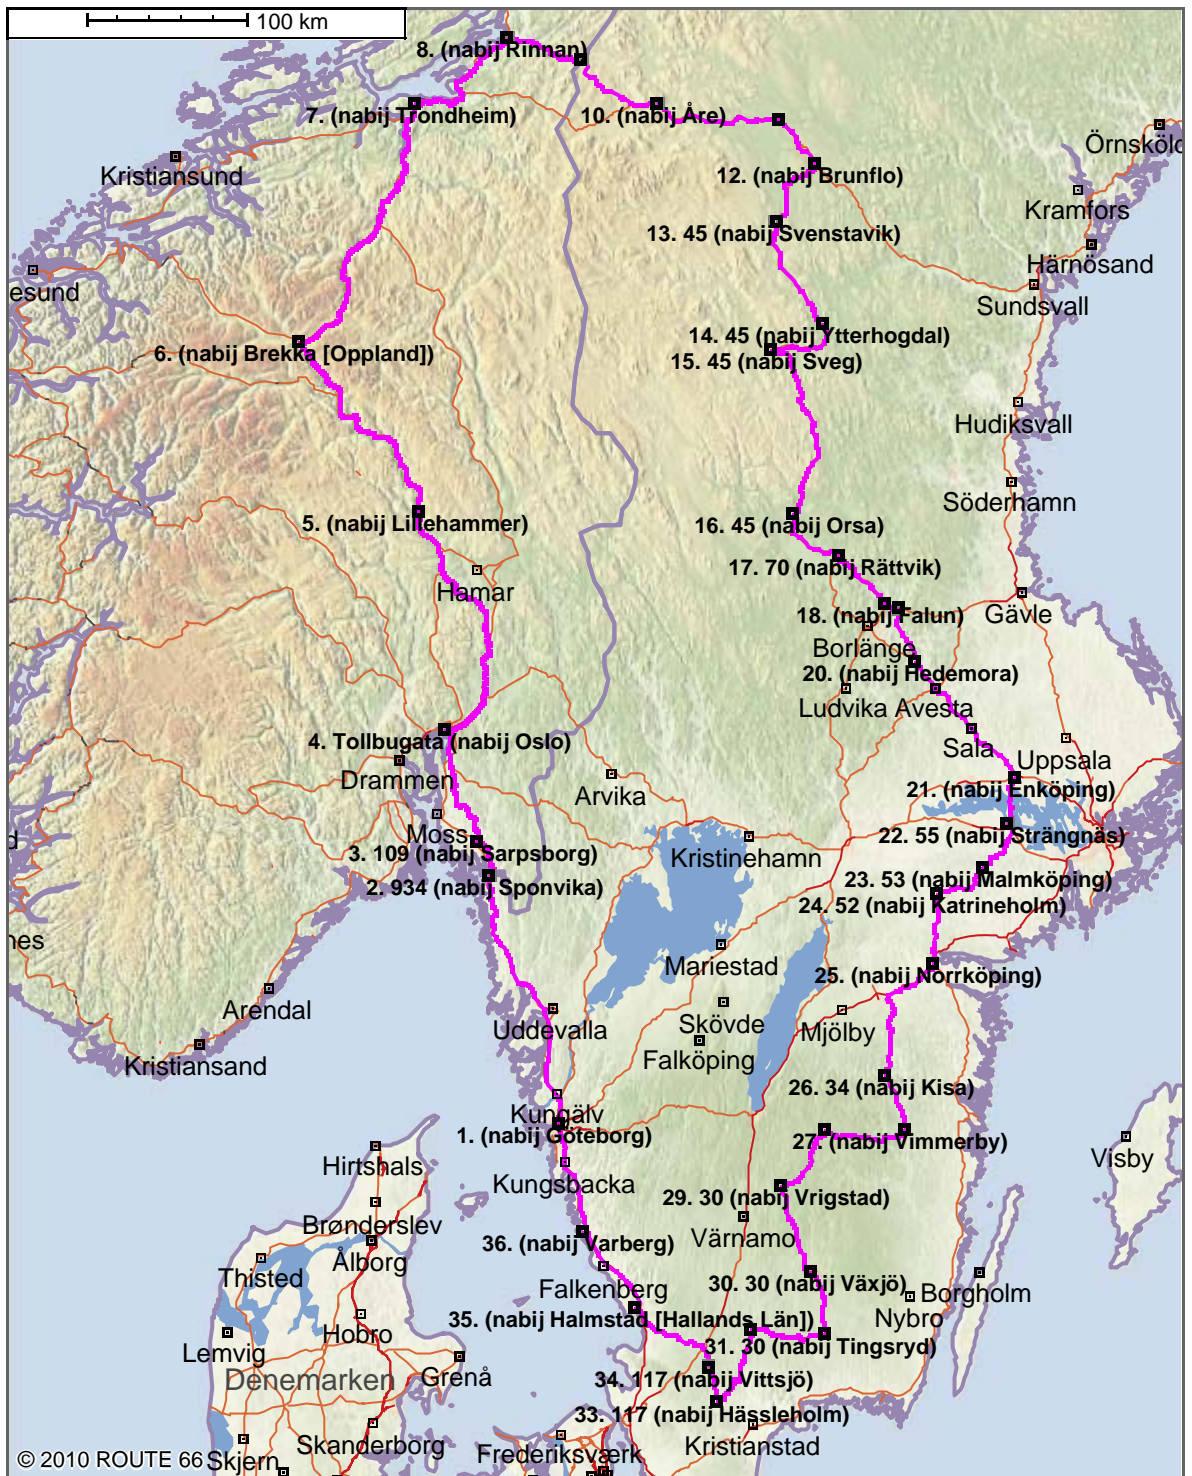 100 km
8. (nabij Rinnan)
7. (nabij Trondheim)
10. (nabij Åre)
Örnsköld
Kristiansund
12. (nabij Brunflo)
Kramfors
13. 45 (nabij Svenstavik)
Härnösand
esund
Sundsvall
14. 45 (nabij Ytterhogdal)
6. (nabij Brekka [Oppland])
15. 45 (nabij Sveg)
Hudiksvall
Söderhamn
5. (nabij Lillehammer)
16. 45 (nabij Orsa)
17. 70 (nabij Rättvik)
Hamar
18. (nabij Falun)
Gävle
Borlänge
20. (nabij Hedemora)
Ludvika Avesta
4. Tollbugata (nabij Oslo)
Sala
Uppsala
Drammen
21. (nabij Enköping)
Arvika
Moss
22. 55 (nabij Strängnäs)
3. 109 (nabij Sarpsborg)
Kristinehamn
23. 53 (nabij Malmköping)
2. 934 (nabij Sponvika)
24. 52 (nabij Katrineholm)
nes
Mariestad
25. (nabij Norrköping)
Arendal
Uddevalla
Skövde
Mjölby
Falköping
Kristiansand
26. 34 (nabij Kisa)
Kungälv
1. (nabij Göteborg)
27. (nabij Vimmerby)
Visby
Hirtshals
Kungsbacka
29. 30 (nabij Vrigstad)
Brønderslev
Värnamo
36. (nabij Varberg)
Ålborg
Thisted
Falkenberg
30. 30 (nabij Växjö)
Borgholm
Hobro
35. (nabij Halmstad [Hallands Län])
Nybro
Lemvig
31. 30 (nabij Tingsryd)
Denemarken
Grenå
34. 117 (nabij Vittsjö)
33. 117 (nabij Hässleholm)
Skanderborg
Kristianstad
© 2010 ROUTE 66
Skjern
Frederiksværk